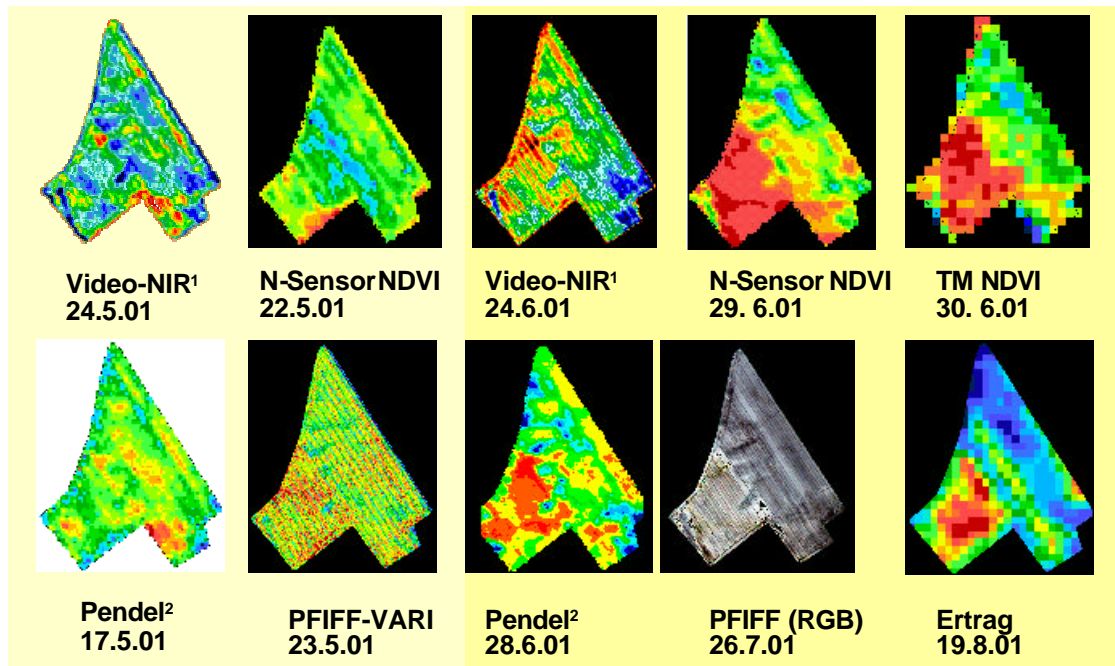 Video-NIR¹
24.5.01
N-Sensor NDVI
22.5.01
Video-NIR¹
24.6.01
N-Sensor NDVI
29. 6.01
TM NDVI
30. 6.01
Pendel²
17.5.01
PFIFF-VARI
23.5.01
Pendel²
28.6.01
PFIFF (RGB)
26.7.01
Ertrag
19.8.01